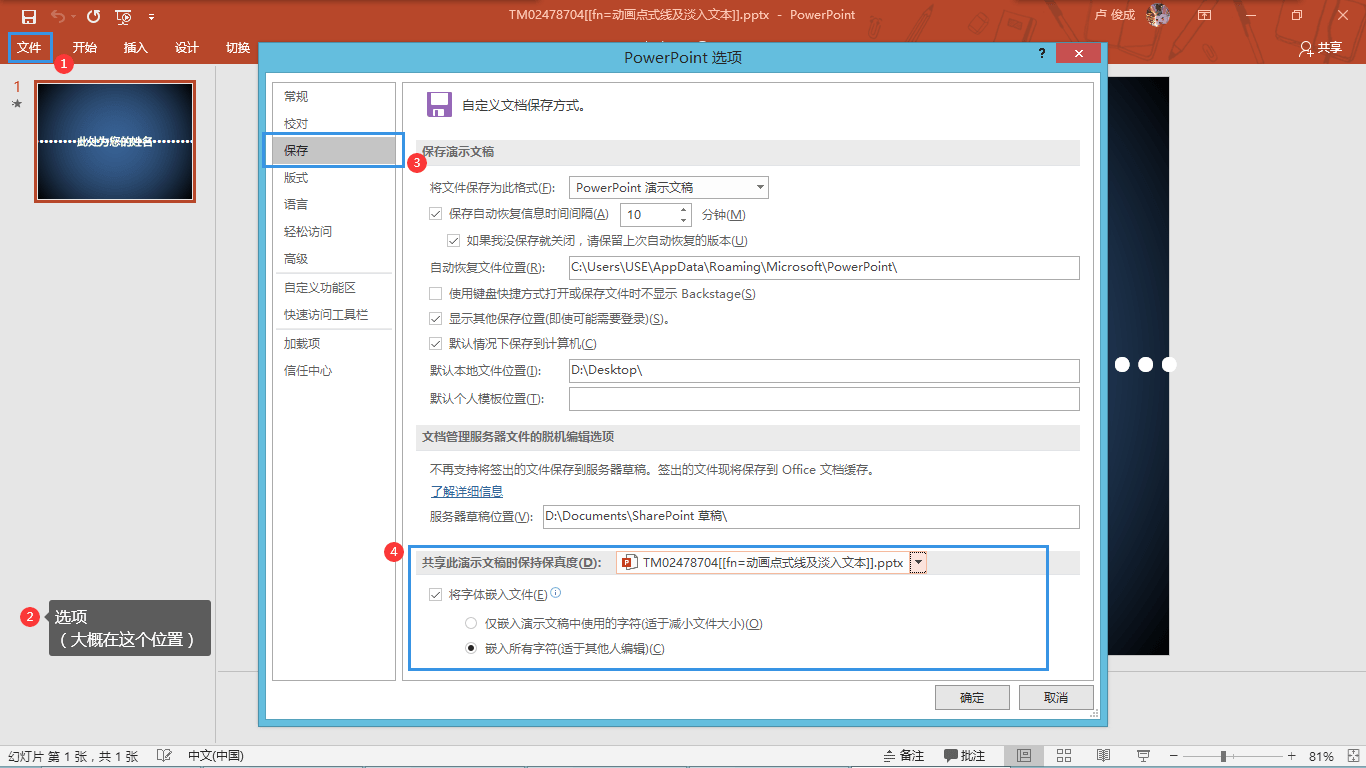 TM02478704[[fn=动画点式线及淡入文本]].pptx - PowerPoint
卢 俊成
文件
开始
插入
设计
切换
共享
1
1
此处为您的姓名
PowerPoint 选项
?
常规
校对
保存
3
版式
语言
轻松访问
高级
自定义功能区
快速访问工具栏
加载项
信任中心
自定义文档保存方式。
保存演示文稿
将文件保存为此格式(F): PowerPoint 演示文稿
保存自动恢复信息时间间隔(A) 10 分钟(M)
如果我没保存就关闭，请保留上次自动恢复的版本(U)
自动恢复文件位置(R): C:\Users\USE\AppData\Roaming\Microsoft\PowerPoint\
使用键盘快捷方式打开或保存文件时不显示 Backstage(S)
显示其他保存位置(即使可能需要登录)(S)。
默认情况下保存到计算机(C)
默认本地文件位置(I): D:\Desktop\
默认个人模板位置(T):
文档管理服务器文件的脱机编辑选项
不再支持将签出的文件保存到服务器草稿。签出的文件现将保存到 Office 文档缓存。
了解详细信息
服务器草稿位置(V): D:\Documents\SharePoint 草稿\
4
共享此演示文稿时保持保真度(D): TM02478704[[fn=动画点式线及淡入文本]].pptx
将字体嵌入文件(E)
仅嵌入演示文稿中使用的字符(适于减小文件大小)(O)
嵌入所有字符(适于其他人编辑)(C)
2
选项
（大概在这个位置）
确定
取消
幻灯片 第 1 张，共 1 张
中文(中国)
备注
批注
81%